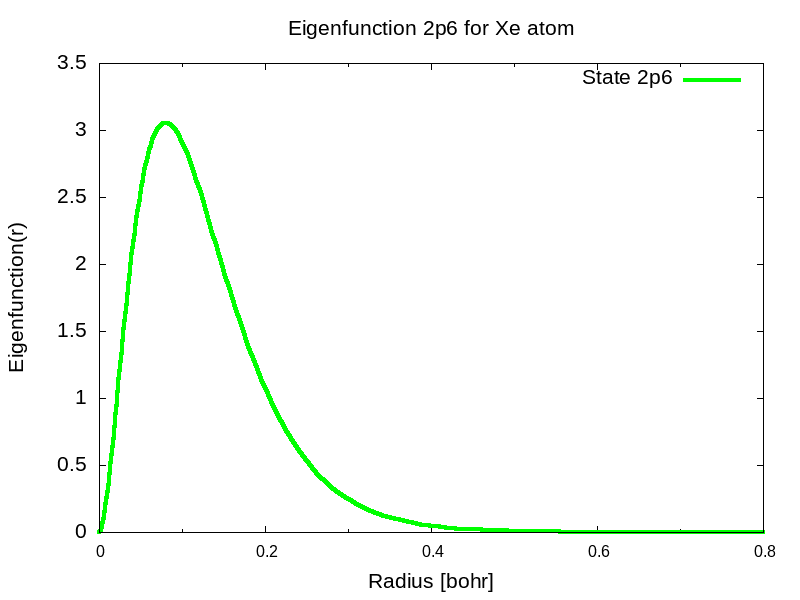 Eigenfunction 2p6 for Xe atom
State 2p6
3.5
3
2.5
2
1.5
1
0.5
0
Eigenfunction(r)
0 0.2 0.4 0.6 0.8
Radius [bohr]